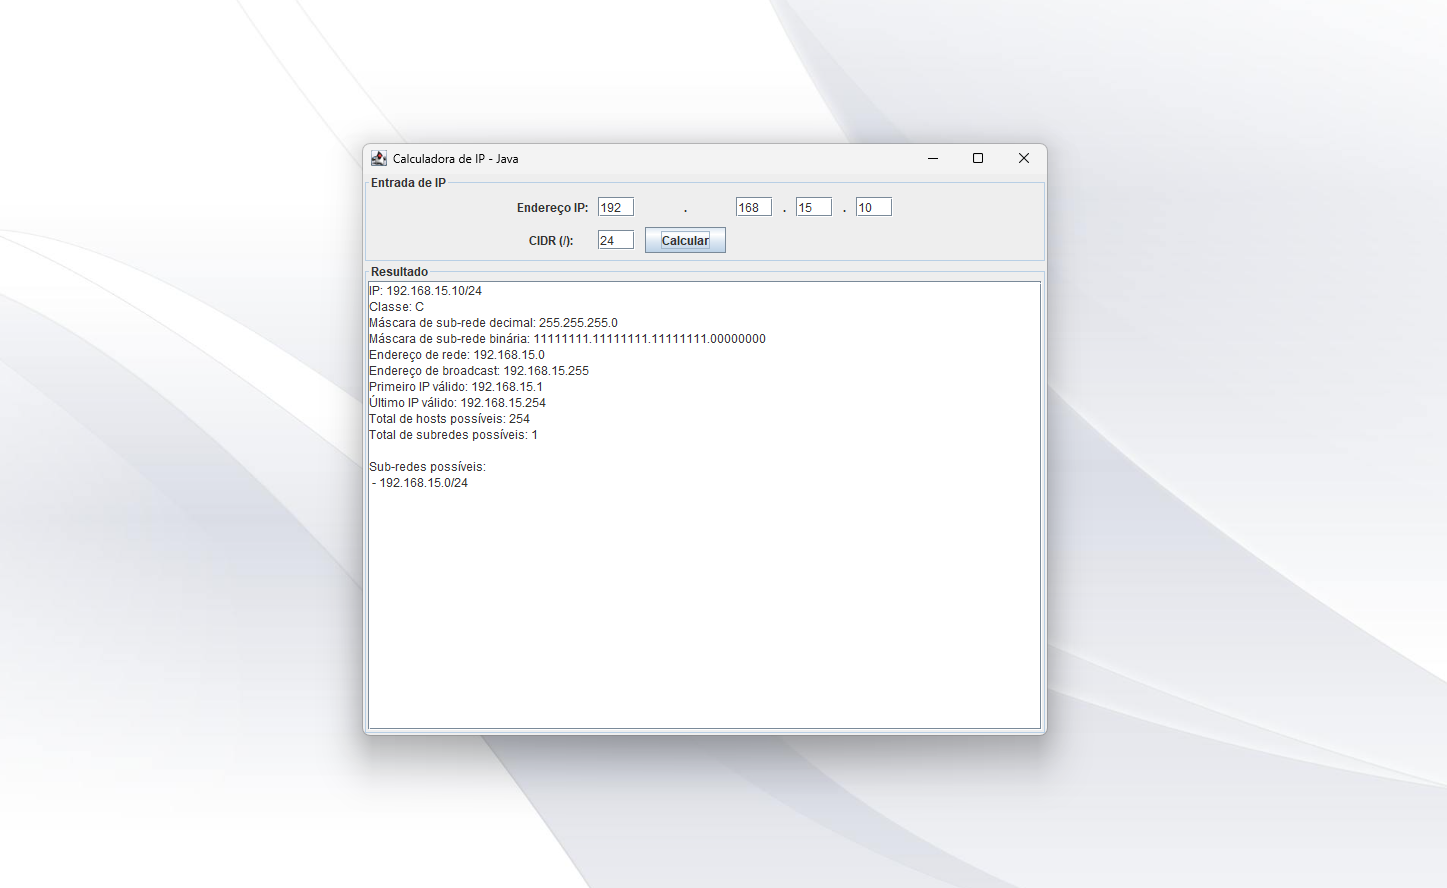 Calculadora de IP - Java
Entrada de IP
Endereço IP: 192 . 168 . 15 . 10
CIDR (/): 24 Calcular
Resultado
IP: 192.168.15.10/24
Classe: C
Máscara de sub-rede decimal: 255.255.255.0
Máscara de sub-rede binária: 11111111.11111111.11111111.00000000
Endereço de rede: 192.168.15.0
Endereço de broadcast: 192.168.15.255
Primeiro IP válido: 192.168.15.1
Último IP válido: 192.168.15.254
Total de hosts possíveis: 254
Total de subredes possíveis: 1
Sub-redes possíveis:
- 192.168.15.0/24